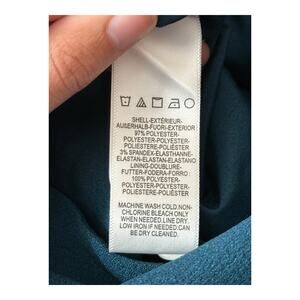 SHELL-EXTÉRIEUR-
AUßERHALB-FUORI-EXTERIOR
97% POLYESTER-
POLYESTER-POLYESTER-
POLIESTERE-POLIÉSTER
3% SPANDEX-ÉLASTHANNE-
ELASTAN-ELASTAN-ELASTANO
LINING-DOUBLURE-
FUTTER-FODERA-FORRO :
100% POLYESTER-
POLYESTER-POLYESTER-
POLIESTERE-POLIÉSTER
MACHINE WASH COLD.NON-
CHLORINE BLEACH ONLY
WHEN NEEDED.LINE DRY.
LOW IRON IF NEEDED.CAN
BE DRY CLEANED.